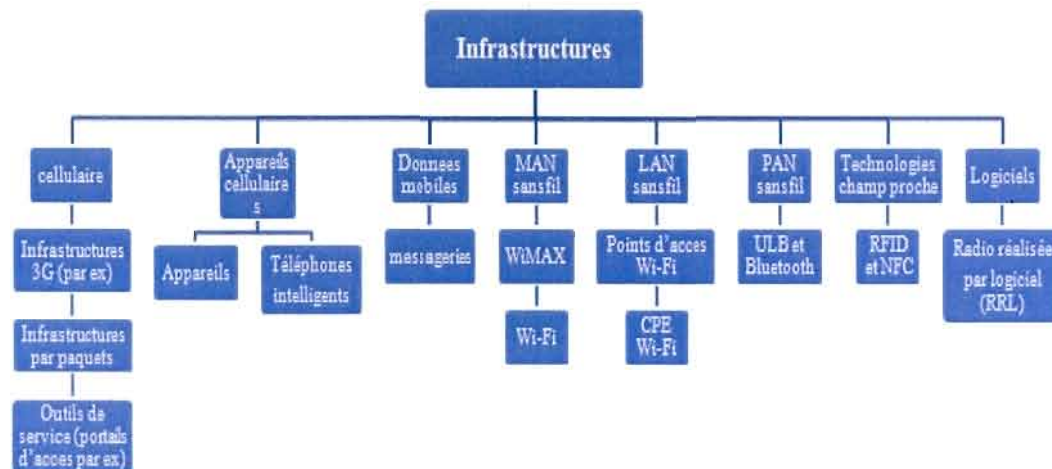 Infrastructures
cellulaire
Appareils
cellulaire
s
Donnees
mobiles
MAN
sansfil
LAN
sansfil
PAN
sansfil
Technologies
champ proche
Logiciels
Infrastructures
3G (par ex)
Appareils
Téléphones
intelligents
messageries
WiMAX
Points d'acces
Wi-Fi
ULB et
Bluetooth
RFID
et NFC
Radio réalisée
par logiciel
(RRL)
Infrastructures
par paquets
Wi-Fi
CPE
Wi-Fi
Outils de
service (portails
d'acces par ex)